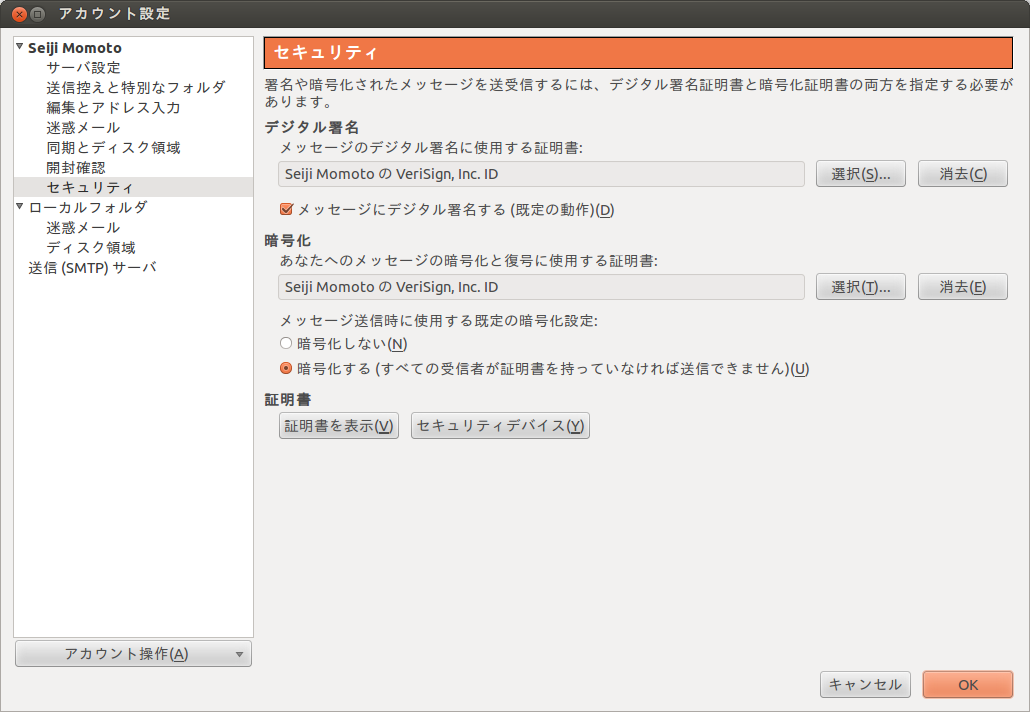 アカウント設定
Seiji Momoto
サーバ設定
送信控えと特別なフォルダ
編集とアドレス入力
迷惑メール
同期とディスク領域
開封確認
セキュリティ
ローカルフォルダ
迷惑メール
ディスク領域
送信 (SMTP) サーバ
アカウント操作(A)
セキュリティ
署名や暗号化されたメッセージを送受信するには、デジタル署名証明書と暗号化証明書の両方を指定する必要が
あります。
デジタル署名
メッセージのデジタル署名に使用する証明書:
Seiji Momoto の VeriSign, Inc. ID
選択(S)...
消去(C)
メッセージにデジタル署名する (既定の動作)(D)
暗号化
あなたへのメッセージの暗号化と復号に使用する証明書:
Seiji Momoto の VeriSign, Inc. ID
選択(T)...
消去(E)
メッセージ送信時に使用する既定の暗号化設定:
暗号化しない(N)
暗号化する (すべての受信者が証明書を持っていなければ送信できません)(U)
証明書
証明書を表示(V)
セキュリティデバイス(Y)
キャンセル
OK